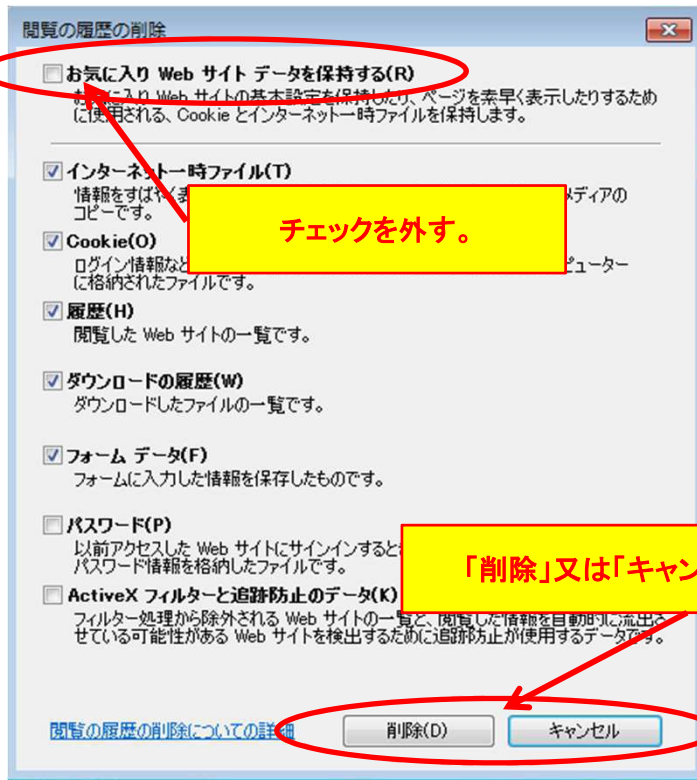 閲覧の履歴の削除
お気に入り Web サイト データを保持する(R)
お気に入り Web サイトの基本設定を保持したり、ページを素早く表示したりするため
に使用される、Cookie とインターネット一時ファイルを保持します。
インターネット一時ファイル(T)
情報をすばやく表 メディアの
コピーです。
チェックを外す。
Cookie(O)
ログイン情報など ピューター
に格納されたファイルです。
履歴(H)
閲覧した Web サイトの一覧です。
ダウンロードの履歴(W)
ダウンロードしたファイルの一覧です。
フォーム データ(F)
フォームに入力した情報を保存したものです。
パスワード(P)
以前アクセスした Web サイトにサインインすると
パスワード情報を格納したファイルです。
「削除」又は「キャン
ActiveX フィルターと追跡防止のデータ(K)
フィルター処理から除外される Web サイトの一覧と、閲覧した情報を自動的に流出さ
せている可能性がある Web サイトを検出するために追跡防止が使用するデータです。
閲覧の履歴の削除についての詳細
削除(D)
キャンセル